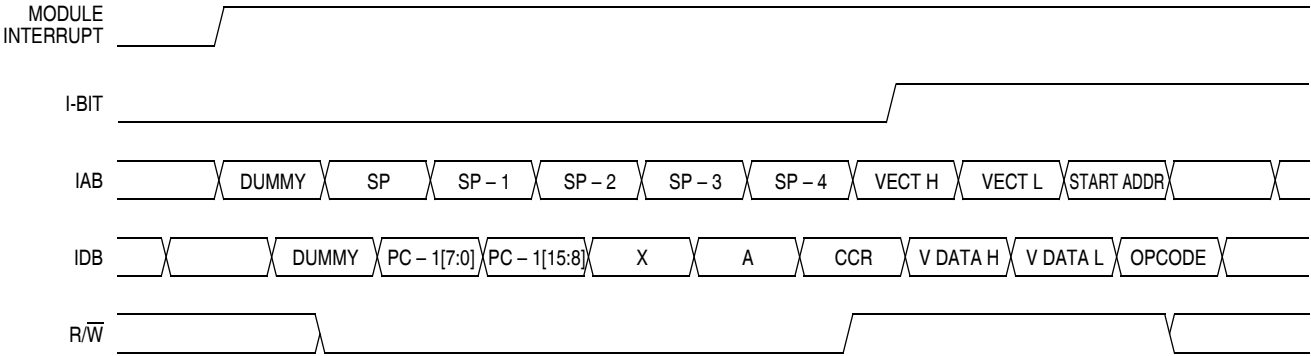 MODULE
INTERRUPT
I-BIT
IAB DUMMY SP SP – 1 SP – 2 SP – 3 SP – 4 VECT H VECT L START ADDR
IDB DUMMY PC – 1[7:0] PC – 1[15:8] X A CCR V DATA H V DATA L OPCODE
R/W̅